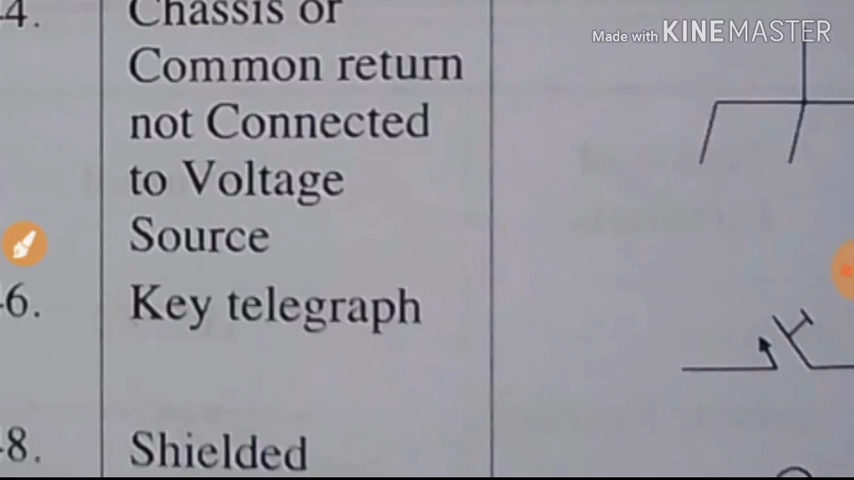 Made with KINEMASTER
4.
Chassis or
Common return
not Connected
to Voltage
Source
6.
Key telegraph
8.
Shielded